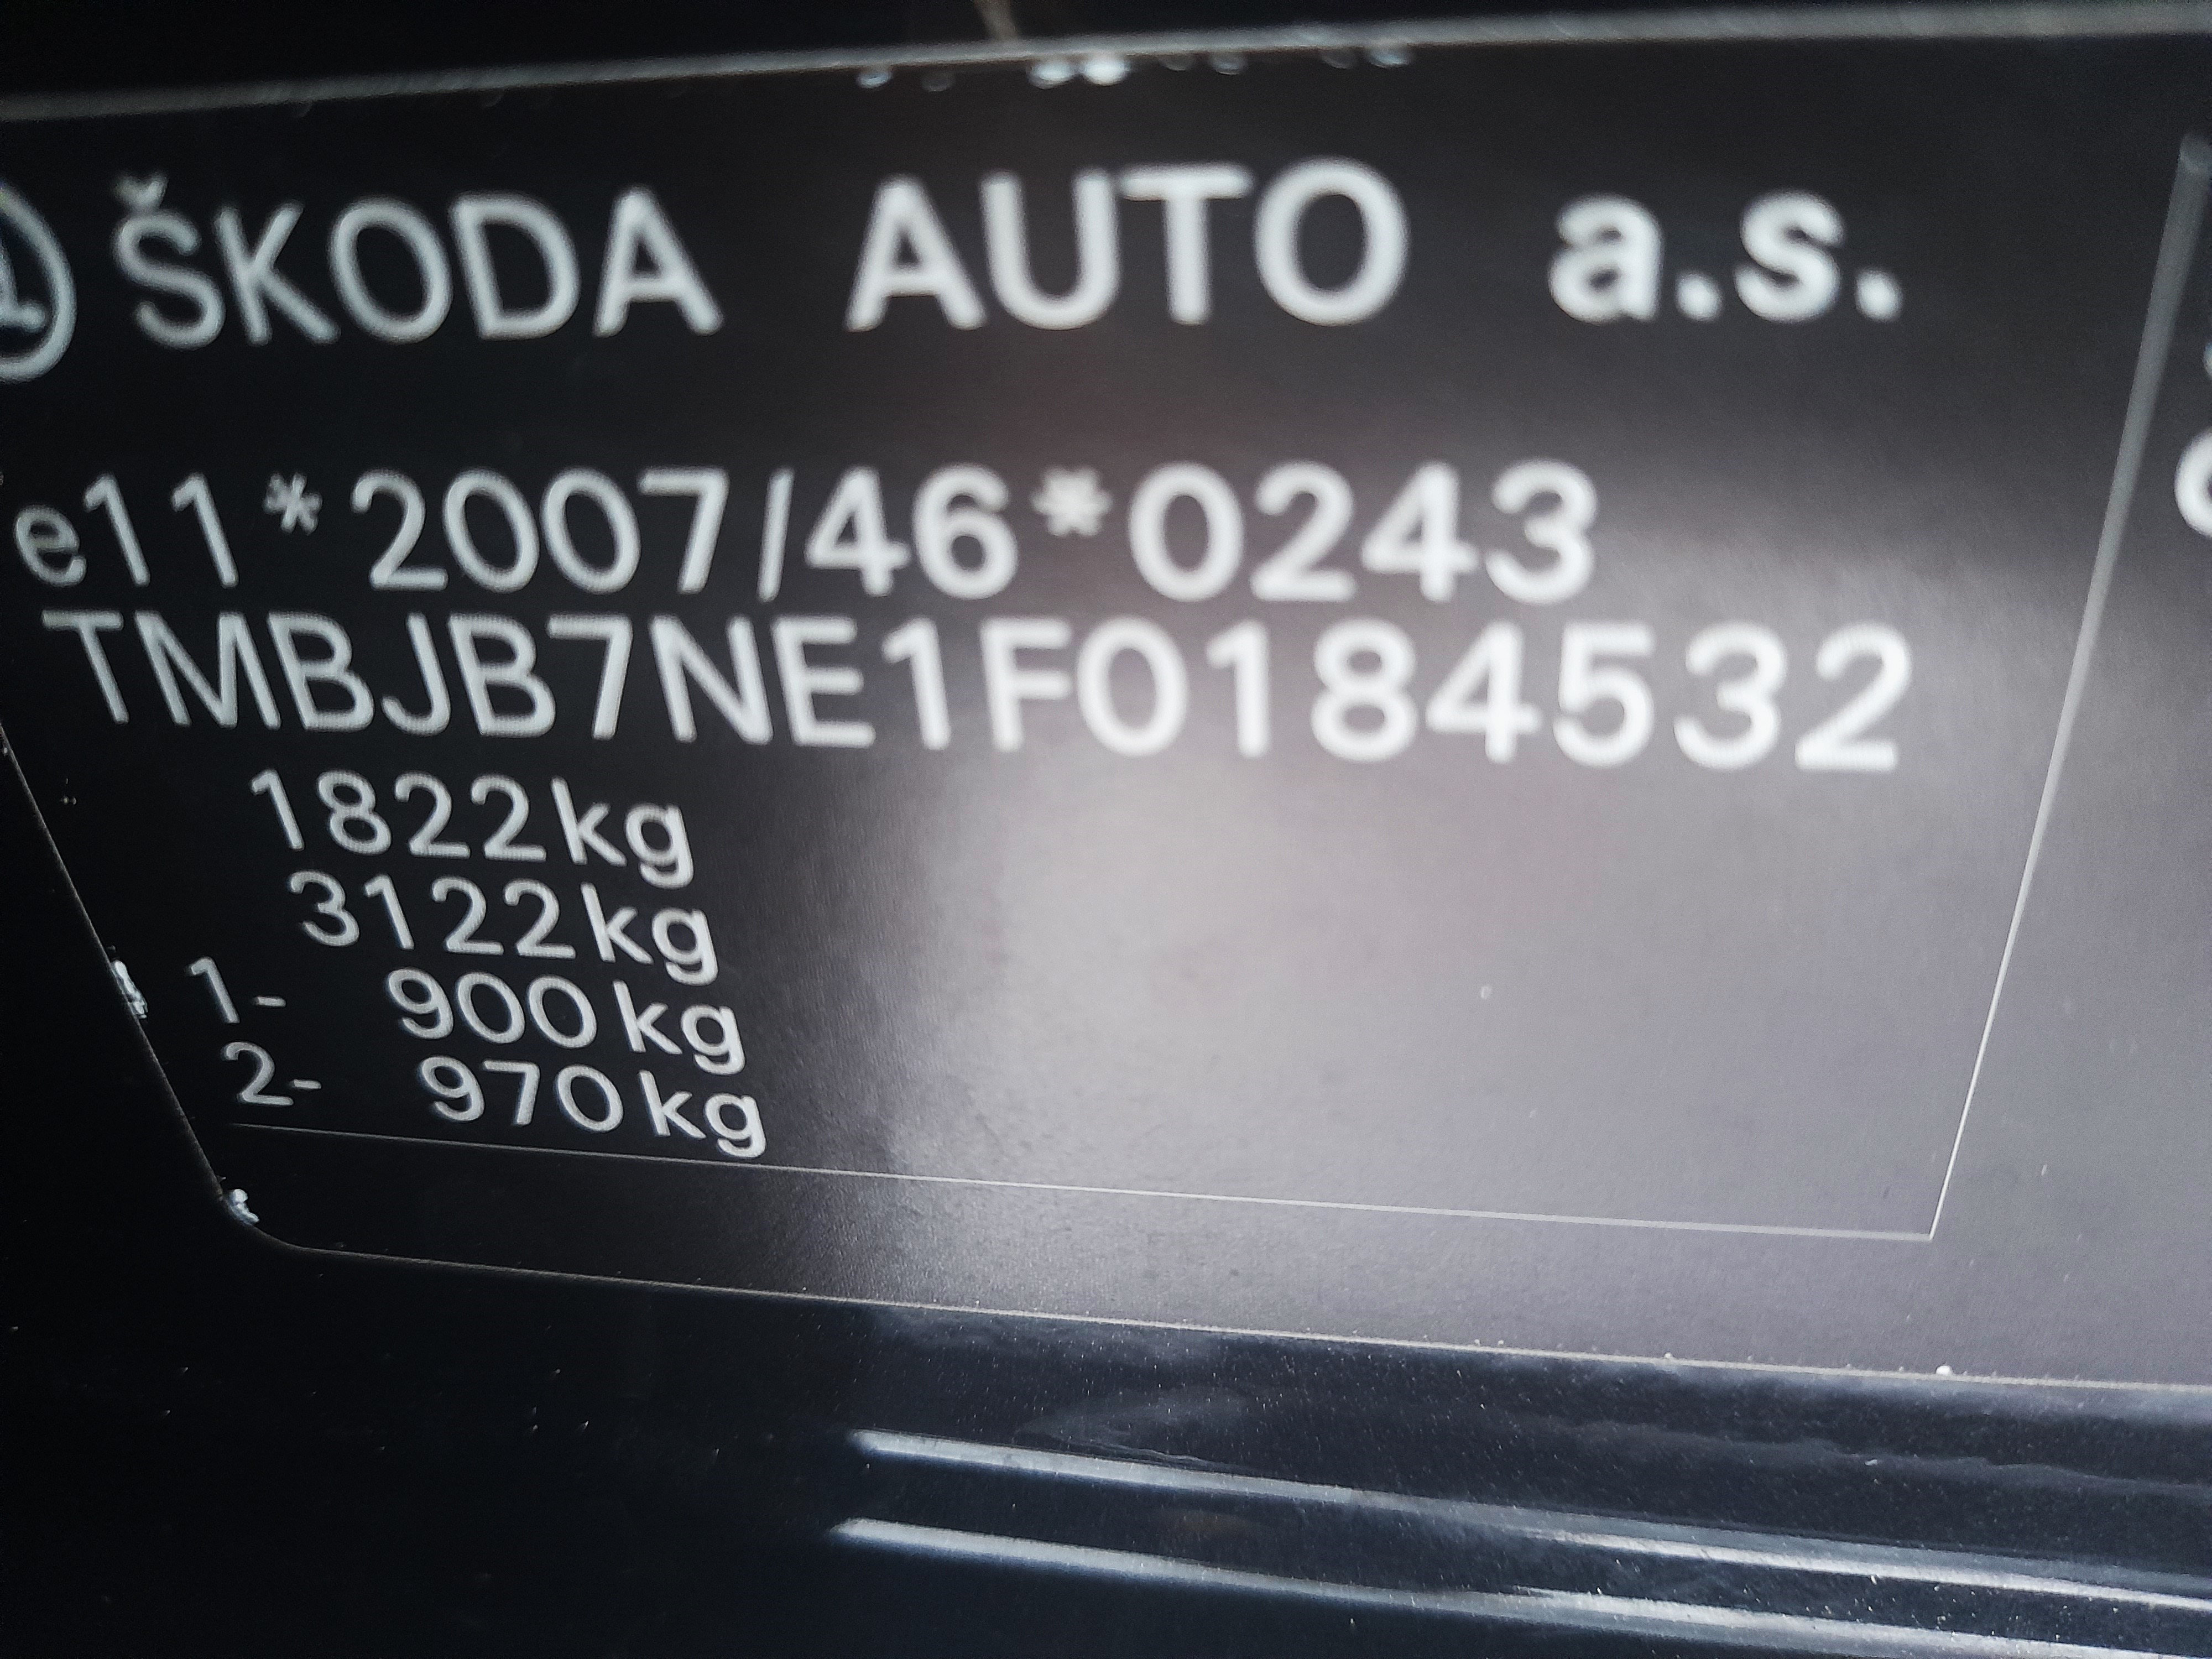 ŠKODA AUTO a.s.
e11*2007/46*0243
TMBJB7NE1F0184532
1822kg
3122kg
1- 900kg
2- 970kg